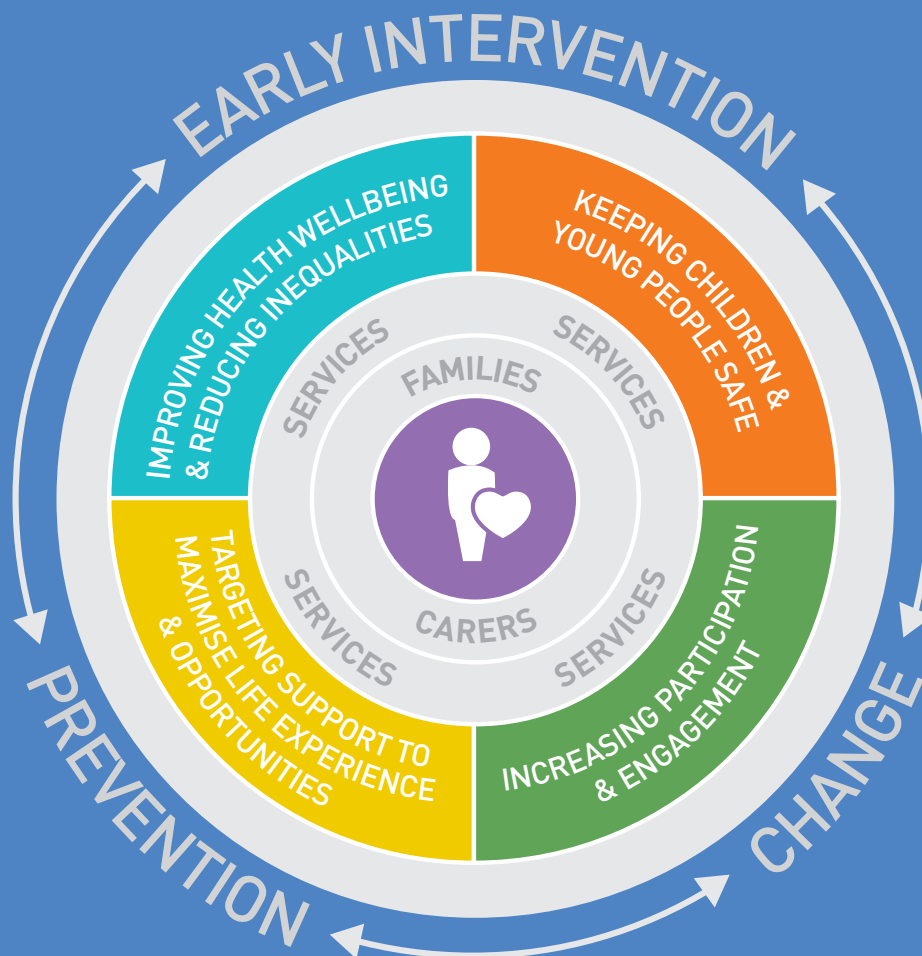 EARLY INTERVENTION
IMPROVING HEALTH WELLBEING
& REDUCING INEQUALITIES
KEEPING CHILDREN &
YOUNG PEOPLE SAFE
SERVICES
SERVICES
FAMILIES
CARERS
SERVICES
SERVICES
TARGETING SUPPORT TO
MAXIMISE LIFE EXPERIENCE
& OPPORTUNITIES
INCREASING PARTICIPATION
& ENGAGEMENT
PREVENTION
CHANGE